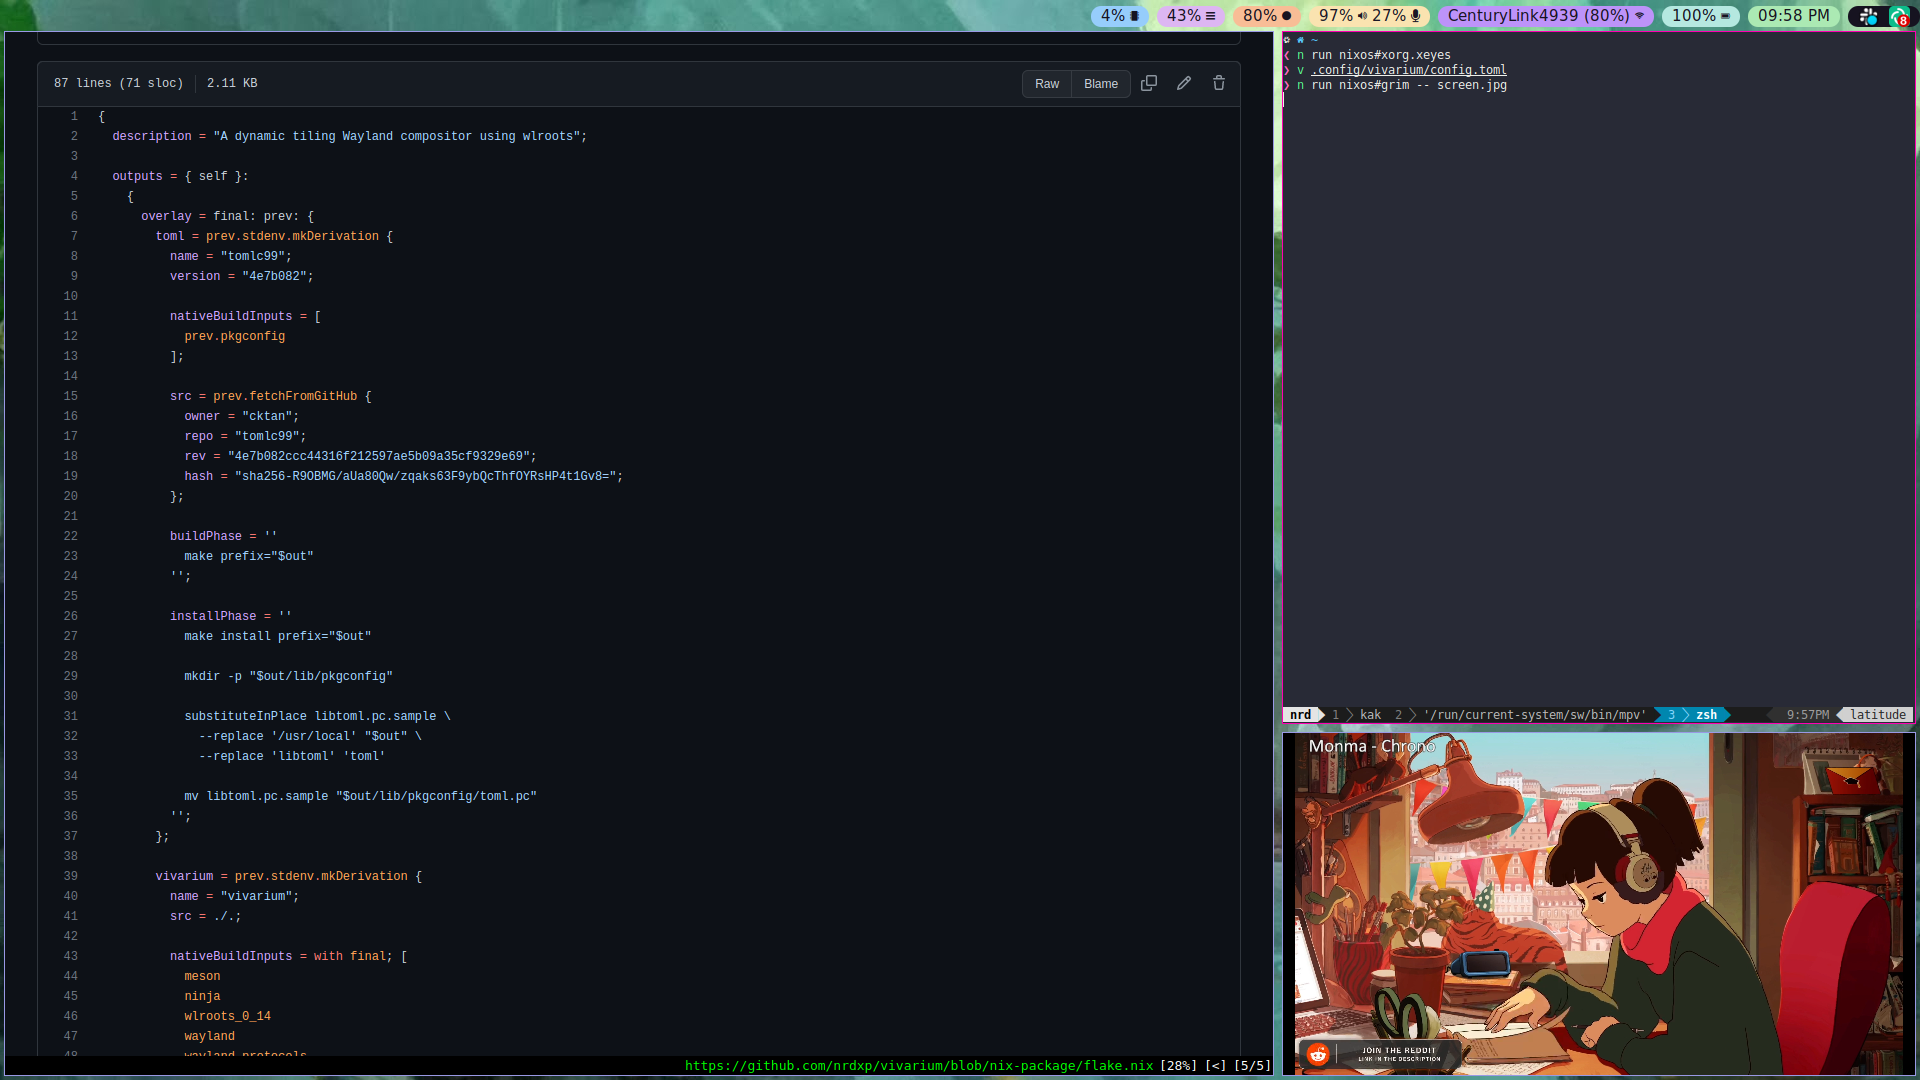 4% 43% 80% 97% 27% CenturyLink4939 (80%) 100% 09:58 PM 8
87 lines (71 sloc) 2.11 KB Raw Blame
1 {
2 description = "A dynamic tiling Wayland compositor using wlroots";
3
4 outputs = { self }:
5 {
6 overlay = final: prev: {
7 toml = prev.stdenv.mkDerivation {
8 name = "tomlc99";
9 version = "4e7b082";
10
11 nativeBuildInputs = [
12 prev.pkgconfig
13 ];
14
15 src = prev.fetchFromGitHub {
16 owner = "cktan";
17 repo = "tomlc99";
18 rev = "4e7b082ccc44316f212597ae5b09a35cf9329e69";
19 hash = "sha256-R9OBMG/aUa80Qw/zqaks63F9ybQcThfOYRsHP4t1Gv8=";
20 };
21
22 buildPhase = ''
23 make prefix="$out"
24 '';
25
26 installPhase = ''
27 make install prefix="$out"
28
29 mkdir -p "$out/lib/pkgconfig"
30
31 substituteInPlace libtoml.pc.sample \
32 --replace '/usr/local' "$out" \
33 --replace 'libtoml' 'toml'
34
35 mv libtoml.pc.sample "$out/lib/pkgconfig/toml.pc"
36 '';
37 };
38
39 vivarium = prev.stdenv.mkDerivation {
40 name = "vivarium";
41 src = ./.;
42
43 nativeBuildInputs = with final; [
44 meson
45 ninja
46 wlroots_0_14
47 wayland
48 wayland-protocols
https://github.com/nrdxp/vivarium/blob/nix-package/flake.nix [28%] [<] [5/5]
~
❮ n run nixos#xorg.xeyes
❯ v .config/vivarium/config.toml
❯ n run nixos#grim -- screen.jpg
nrd 1 kak 2 '/run/current-system/sw/bin/mpv' 3 zsh 9:57PM latitude
Monma - Chrono
JOIN THE REDDIT
LINK IN THE DESCRIPTION